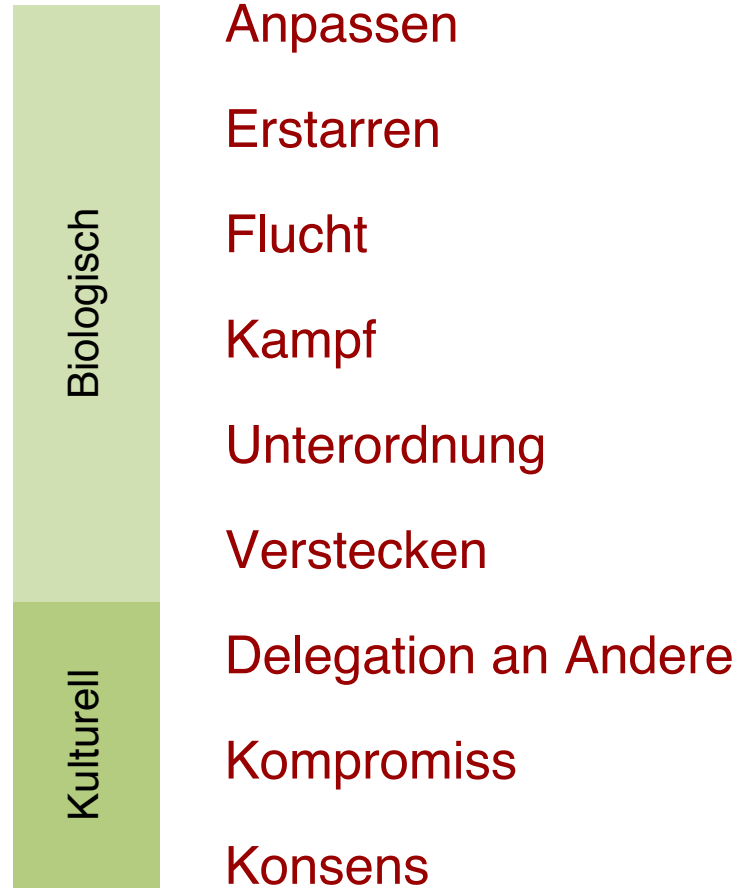 Biologisch
Anpassen
Erstarren
Flucht
Kampf
Unterordnung
Verstecken
Kulturell
Delegation an Andere
Kompromiss
Konsens